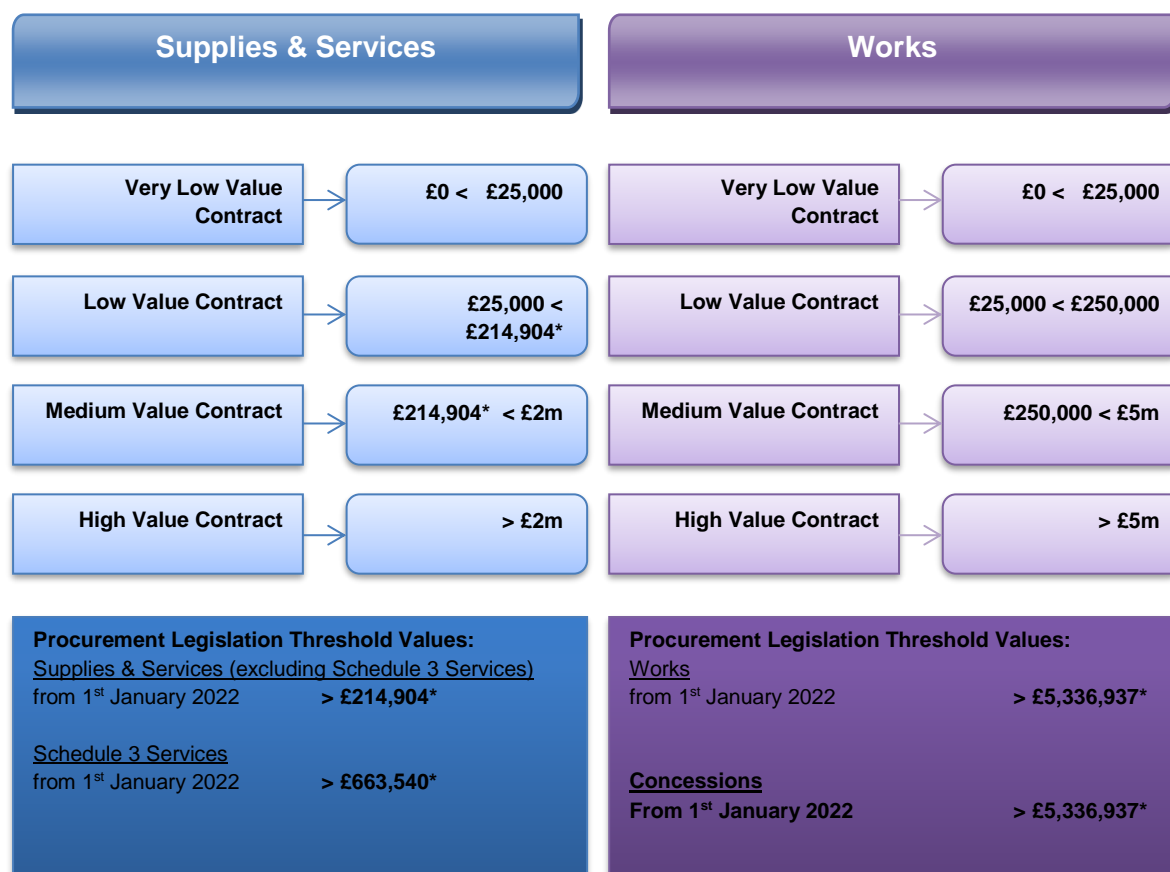 Supplies & Services
Works
Very Low Value
Contract
£0 < £25,000
Low Value Contract
£25,000 <
£214,904*
Medium Value Contract
£214,904* < £2m
High Value Contract
> £2m
Very Low Value
Contract
£0 < £25,000
Low Value Contract
£25,000 < £250,000
Medium Value Contract
£250,000 < £5m
High Value Contract
> £5m
Procurement Legislation Threshold Values:
Supplies & Services (excluding Schedule 3 Services)
from 1st January 2022 > £214,904*
Schedule 3 Services
from 1st January 2022 > £663,540*
Procurement Legislation Threshold Values:
Works
from 1st January 2022 > £5,336,937*
Concessions
From 1st January 2022 > £5,336,937*